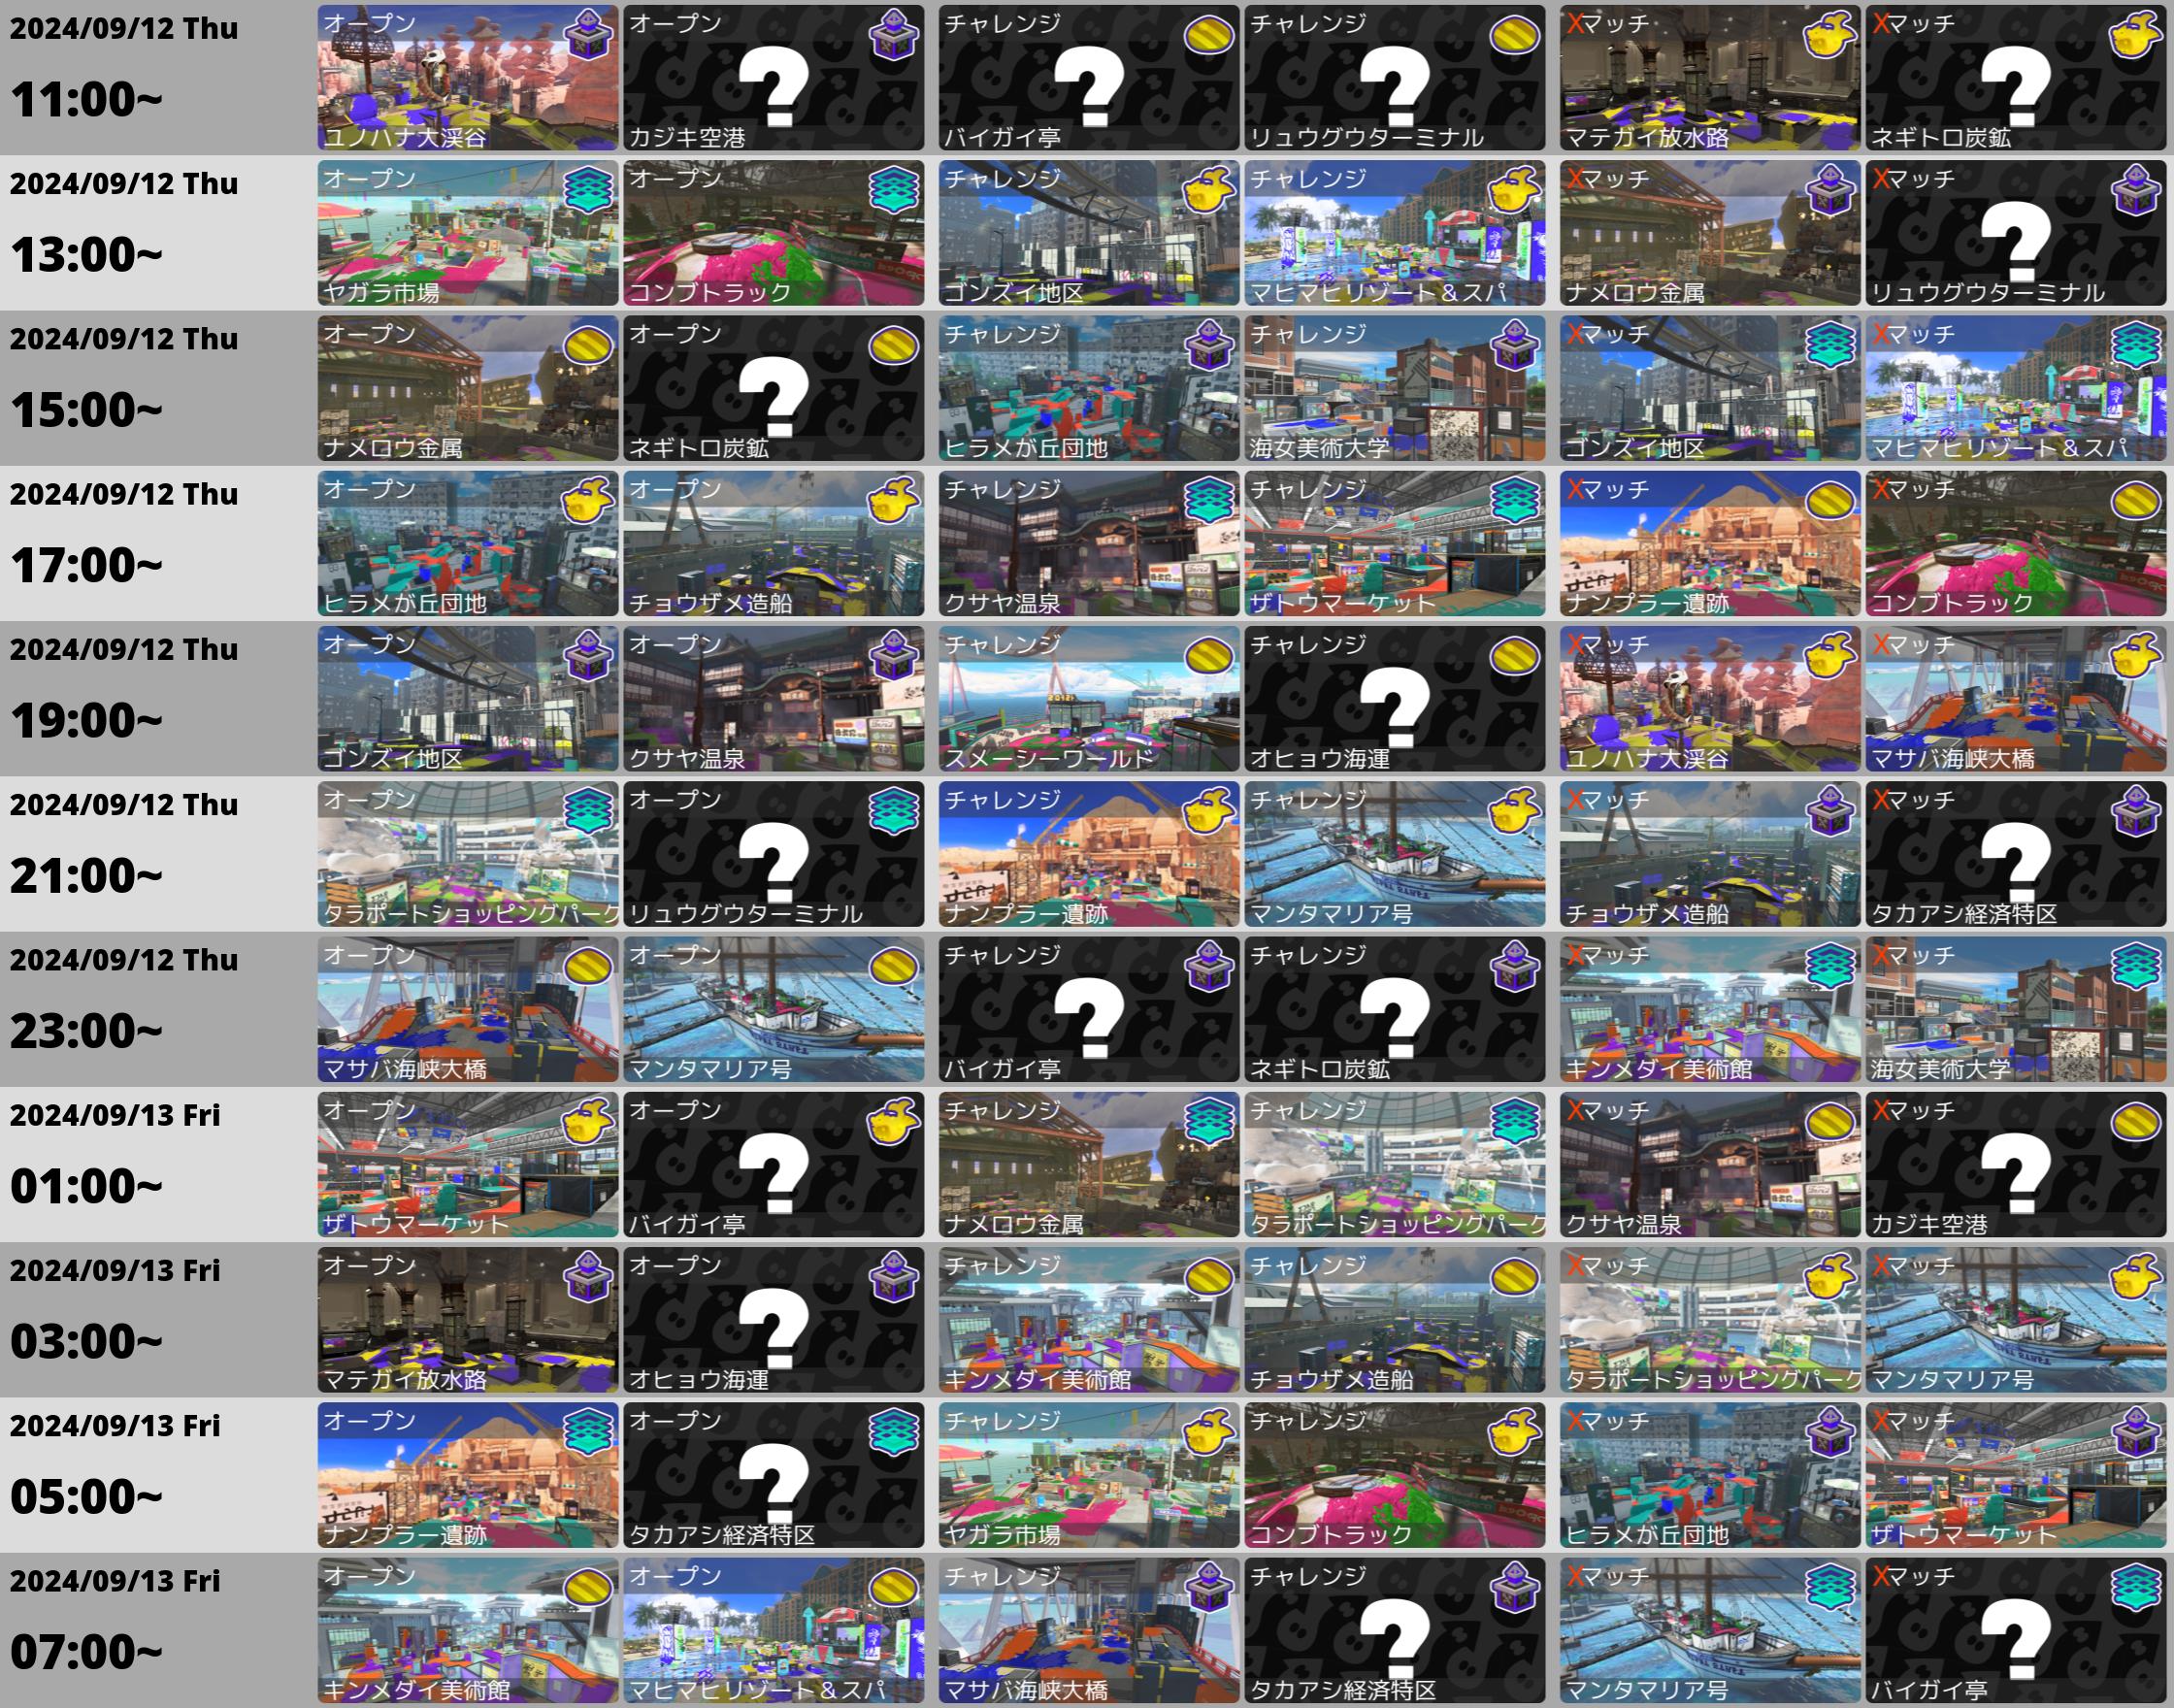 2024/09/12 Thu
11:00~
オープン
ユノハナ大渓谷
オープン
カジキ空港
チャレンジ
バイガイ亭
チャレンジ
リュウグウターミナル
Xマッチ
マテガイ放水路
Xマッチ
ネギトロ炭鉱
2024/09/12 Thu
13:00~
オープン
ヤガラ市場
オープン
コンブトラック
チャレンジ
ゴンズイ地区
チャレンジ
マヒマヒリゾート＆スパ
Xマッチ
ナメロウ金属
Xマッチ
リュウグウターミナル
2024/09/12 Thu
15:00~
オープン
ナメロウ金属
オープン
ネギトロ炭鉱
チャレンジ
ヒラメが丘団地
チャレンジ
海女美術大学
Xマッチ
ゴンズイ地区
Xマッチ
マヒマヒリゾート＆スパ
2024/09/12 Thu
17:00~
オープン
ヒラメが丘団地
オープン
チョウザメ造船
チャレンジ
クサヤ温泉
チャレンジ
ザトウマーケット
Xマッチ
ナンプラー遺跡
Xマッチ
コンブトラック
2024/09/12 Thu
19:00~
オープン
ゴンズイ地区
オープン
クサヤ温泉
チャレンジ
スメーシーワールド
チャレンジ
オヒョウ海運
Xマッチ
ユノハナ大渓谷
Xマッチ
マサバ海峡大橋
2024/09/12 Thu
21:00~
オープン
タラポートショッピングパーク
オープン
リュウグウターミナル
チャレンジ
ナンプラー遺跡
チャレンジ
マンタマリア号
Xマッチ
チョウザメ造船
Xマッチ
タカアシ経済特区
2024/09/12 Thu
23:00~
オープン
マサバ海峡大橋
オープン
マンタマリア号
チャレンジ
バイガイ亭
チャレンジ
ネギトロ炭鉱
Xマッチ
キンメダイ美術館
Xマッチ
海女美術大学
2024/09/13 Fri
01:00~
オープン
ザトウマーケット
オープン
バイガイ亭
チャレンジ
ナメロウ金属
チャレンジ
タラポートショッピングパーク
Xマッチ
クサヤ温泉
Xマッチ
カジキ空港
2024/09/13 Fri
03:00~
オープン
マテガイ放水路
オープン
オヒョウ海運
チャレンジ
キンメダイ美術館
チャレンジ
チョウザメ造船
Xマッチ
タラポートショッピングパーク
Xマッチ
マンタマリア号
2024/09/13 Fri
05:00~
オープン
ナンプラー遺跡
オープン
タカアシ経済特区
チャレンジ
ヤガラ市場
チャレンジ
コンブトラック
Xマッチ
ヒラメが丘団地
Xマッチ
ザトウマーケット
2024/09/13 Fri
07:00~
オープン
キンメダイ美術館
オープン
マヒマヒリゾート＆スパ
チャレンジ
マサバ海峡大橋
チャレンジ
タカアシ経済特区
Xマッチ
マンタマリア号
Xマッチ
バイガイ亭